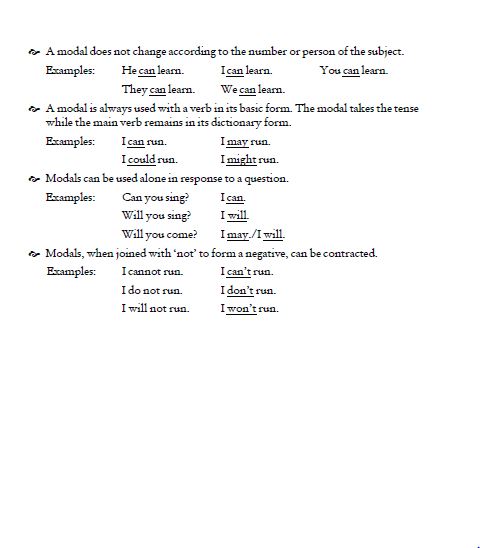 A modal does not change according to the number or person of the subject.
Examples: He can learn. I can learn. You can learn.
They can learn. We can learn.
A modal is always used with a verb in its basic form. The modal takes the tense
while the main verb remains in its dictionary form.
Examples: I can run. I may run.
I could run. I might run.
Modals can be used alone in response to a question.
Examples: Can you sing? I can.
Will you sing? I will.
Will you come? I may./I will.
Modals, when joined with ‘not’ to form a negative, can be contracted.
Examples: I cannot run. I can’t run.
I do not run. I don’t run.
I will not run. I won’t run.